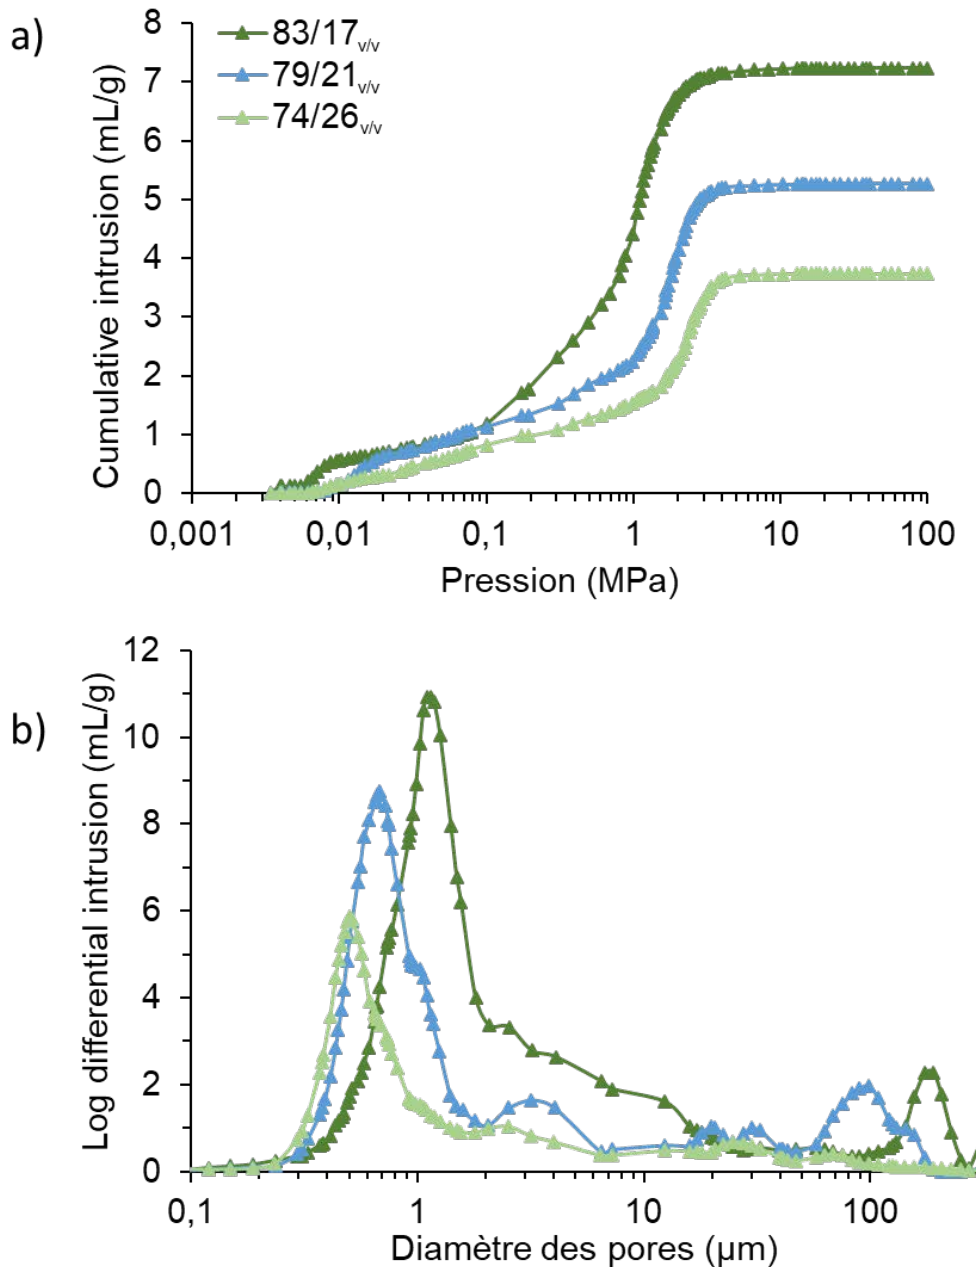 a)
83/17v/v
79/21v/v
74/26v/v
Cumulative intrusion (mL/g)
8
7
6
5
4
3
2
1
0
0,001 0,01 0,1 1 10 100
Pression (MPa)
b)
Log differential intrusion (mL/g)
12
10
8
6
4
2
0
0,1 1 10 100
Diamètre des pores (µm)